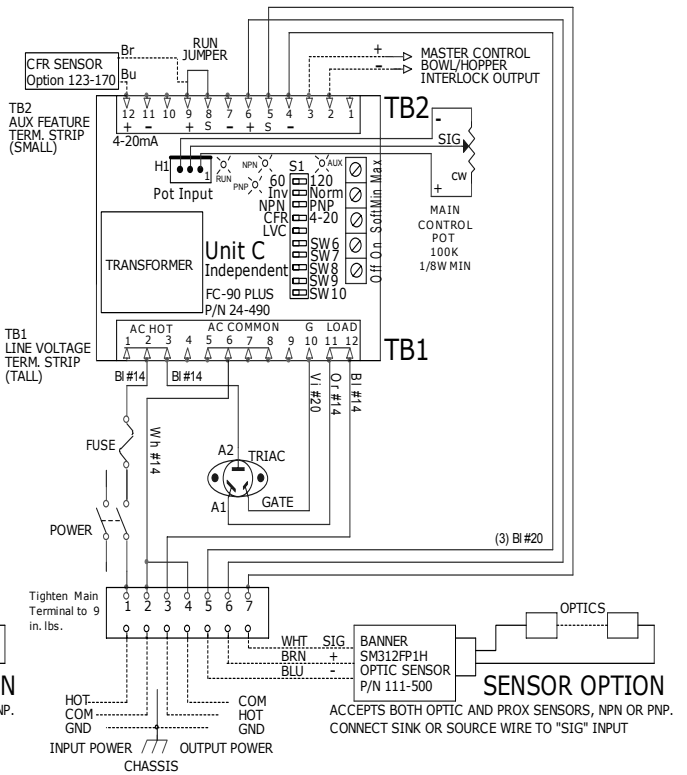 RUN
JUMPER
Br
Bu
CFR SENSOR
Option 123-170
+
-
MASTER CONTROL
BOWL/HOPPER
INTERLOCK OUTPUT
TB2
AUX FEATURE
TERM. STRIP
(SMALL)
12 11 10 9 8 7 6 5 4 3 2 1
+ - + S - + S -
4-20mA
TB2
-
SIG
cw
+
MAIN
CONTROL
POT
100K
1/8W MIN
H1
1
Pot Input
RUN
NPN
PNP
AUX
S1
60 120
Inv Norm
NPN PNP
CFR 4-20
LVC
SW6
SW7
SW8
SW9
SW10
Off On Soft Min Max
TRANSFORMER
Unit C
Independent
FC-90 PLUS
P/N 24-490
TB1
LINE VOLTAGE
TERM. STRIP
(TALL)
AC HOT AC COMMON G LOAD
1 2 3 4 5 6 7 8 9 10 11 12
TB1
Bl #14
Bl #14
Wh #14
Vi #20
Or #14
Bl #14
FUSE
A2
TRIAC
A1
GATE
POWER
(3) Bl #20
Tighten Main
Terminal to 9
in. lbs.
1 2 3 4 5 6 7
WHT SIG
BRN +
BLU -
BANNER
SM312FP1H
OPTIC SENSOR
P/N 111-500
OPTICS
N
NP.
SENSOR OPTION
ACCEPTS BOTH OPTIC AND PROX SENSORS, NPN OR PNP.
CONNECT SINK OR SOURCE WIRE TO "SIG" INPUT
HOT
COM
GND
COM
HOT
GND
INPUT POWER
OUTPUT POWER
CHASSIS